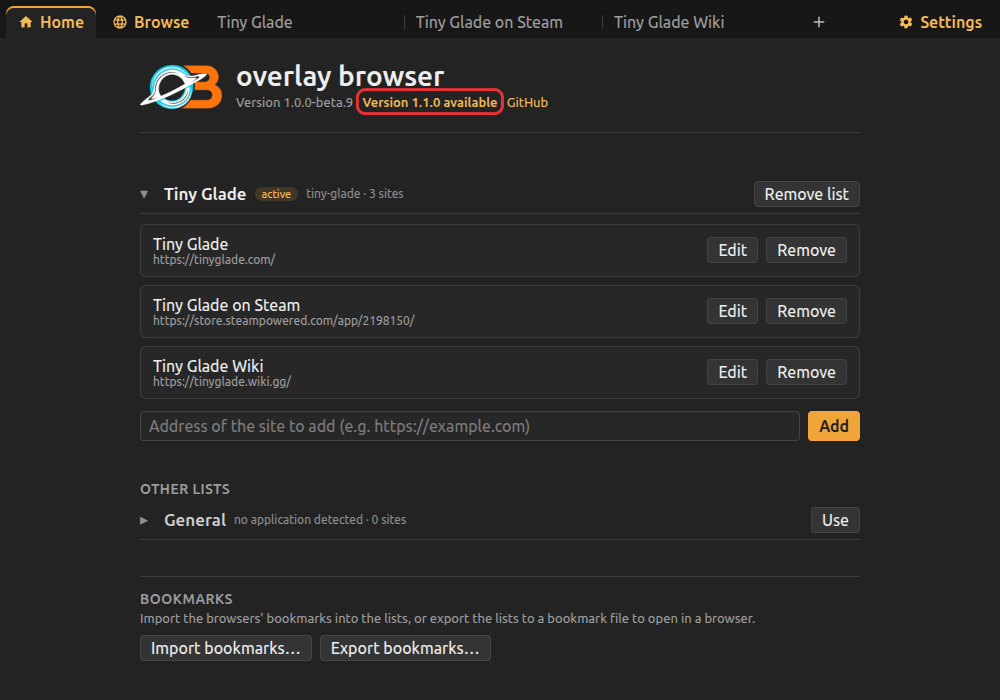 Home Browse Tiny Glade Tiny Glade on Steam Tiny Glade Wiki + Settings
overlay browser
Version 1.0.0-beta.9 Version 1.1.0 available GitHub
Tiny Glade active tiny-glade · 3 sites Remove list
Tiny Glade
https://tinyglade.com/
Edit Remove
Tiny Glade on Steam
https://store.steampowered.com/app/2198150/
Edit Remove
Tiny Glade Wiki
https://tinyglade.wiki.gg/
Edit Remove
Address of the site to add (e.g. https://example.com) Add
OTHER LISTS
General no application detected · 0 sites Use
BOOKMARKS
Import the browsers' bookmarks into the lists, or export the lists to a bookmark file to open in a browser.
Import bookmarks… Export bookmarks…